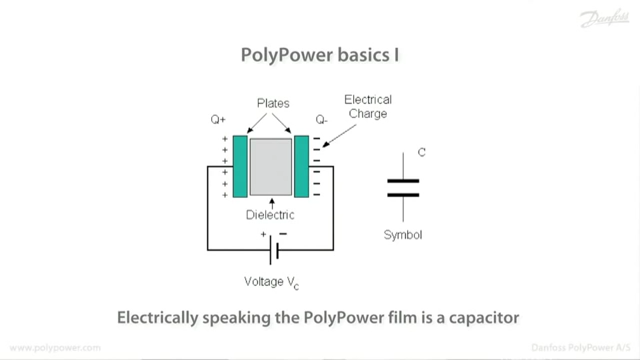 Danfoss
PolyPower basics I
Plates
Electrical
Charge
Q+
Q-
+
+
+
+
+
+
−
−
−
−
−
−
C
Dielectric
+ −
Symbol
Voltage Vc
Electrically speaking the PolyPower film is a capacitor
www.polypower.com
Danfoss PolyPower A/S